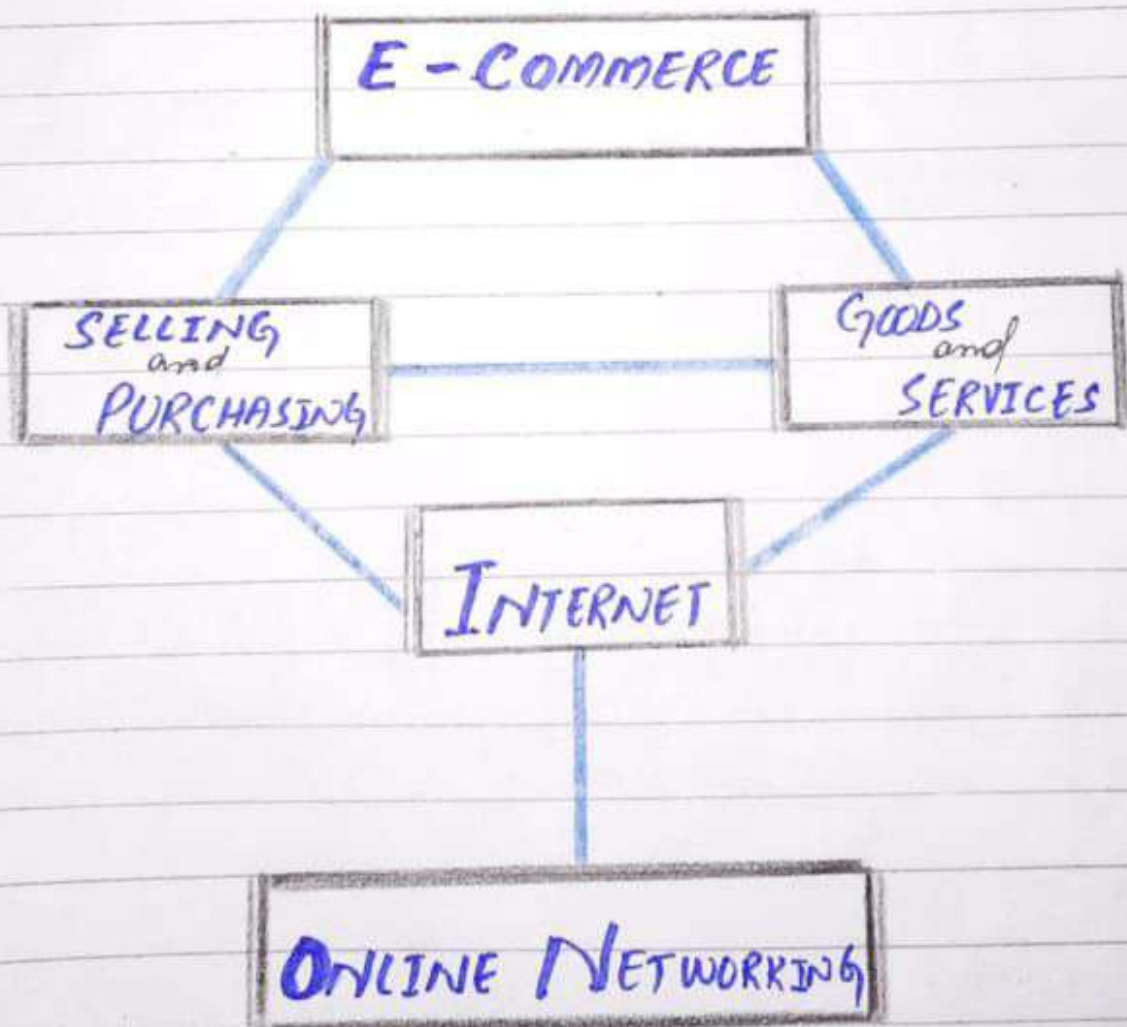 E-COMMERCE
SELLING
and
PURCHASING
GOODS
and
SERVICES
INTERNET
ONLINE NETWORKING